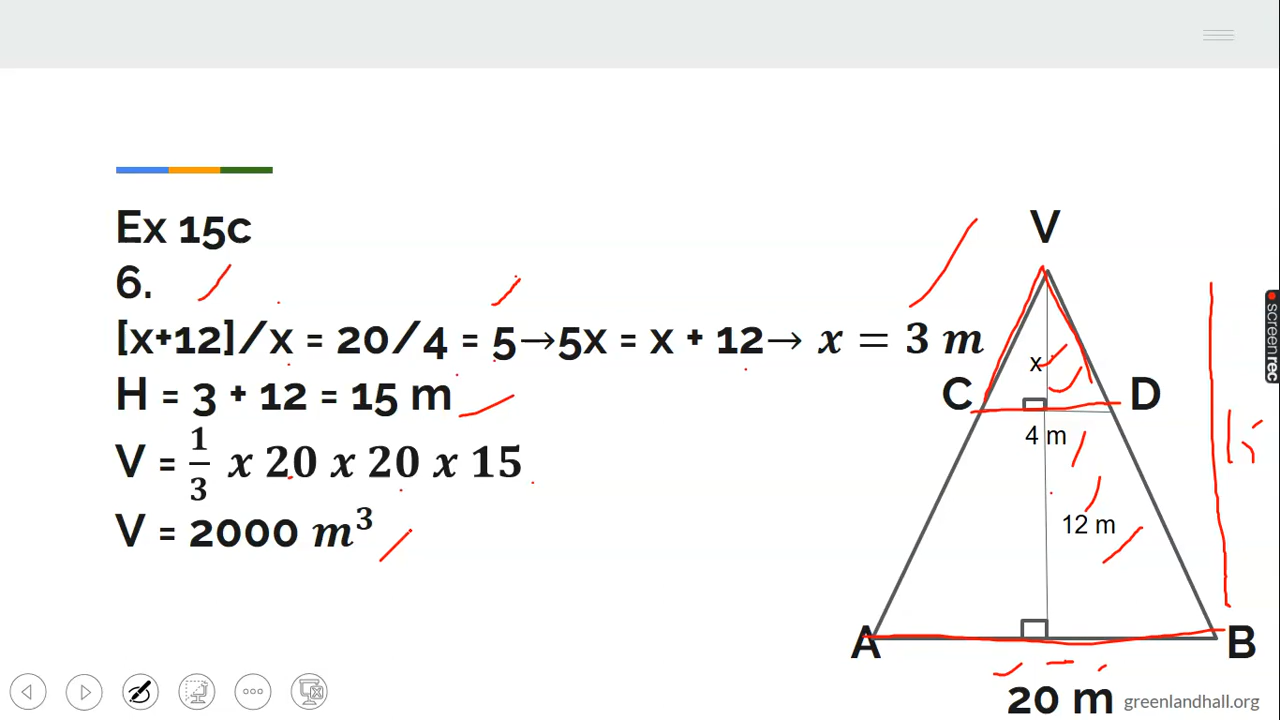 Ex 15c
6.
[x+12]/x = 20/4 = 5→5x = x + 12→ x = 3 m
H = 3 + 12 = 15 m
V = 1/3 x 20 x 20 x 15
V = 2000 m³
V
x
C
D
4 m
12 m
15
A
B
20 m
greenlandhall.org
screenrec